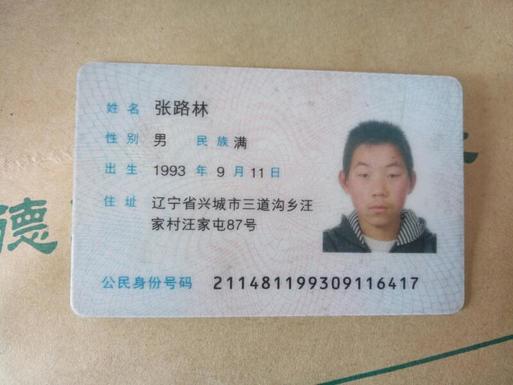 姓名 张路林
性别 男 民族 满
出生 1993 年 9 月 11 日
住址 辽宁省兴城市三道沟乡汪
家村汪家屯87号
公民身份号码 211481199309116417
德